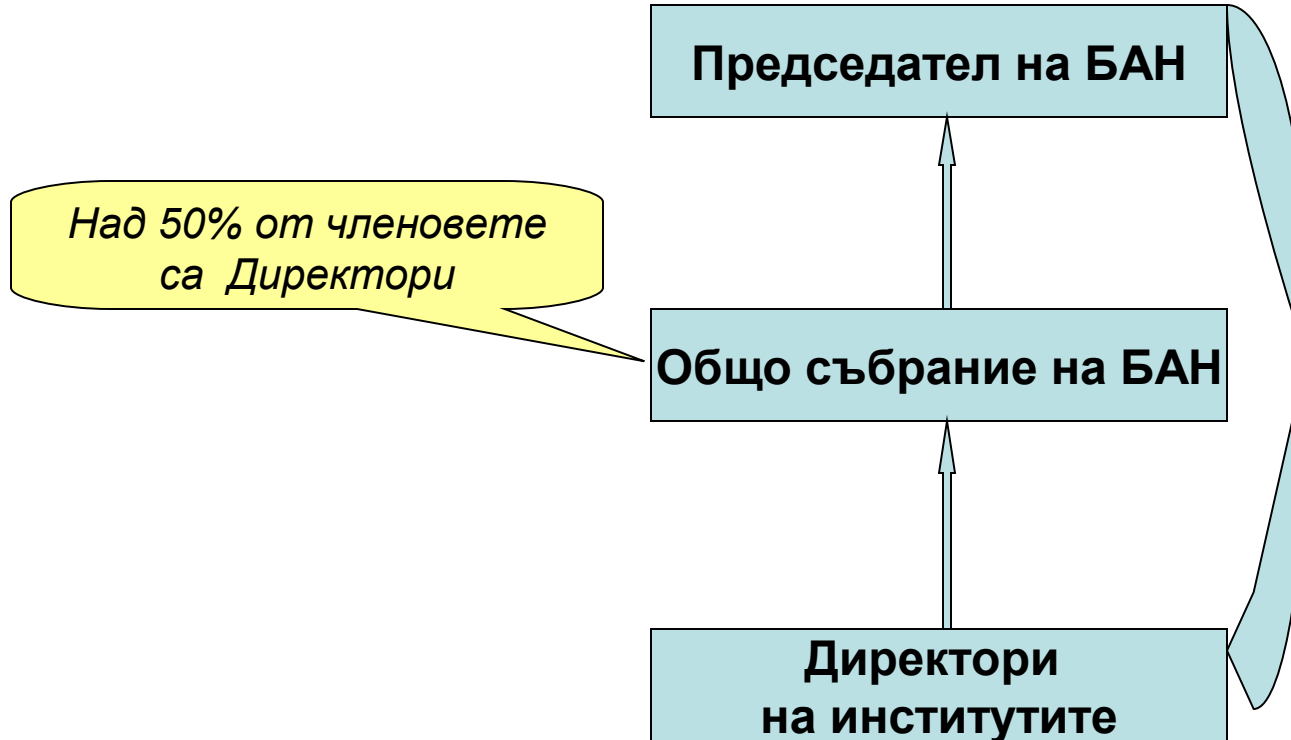 Председател на БАН
Над 50% от членовете
са Директори
Общо събрание на БАН
Директори
на институтите